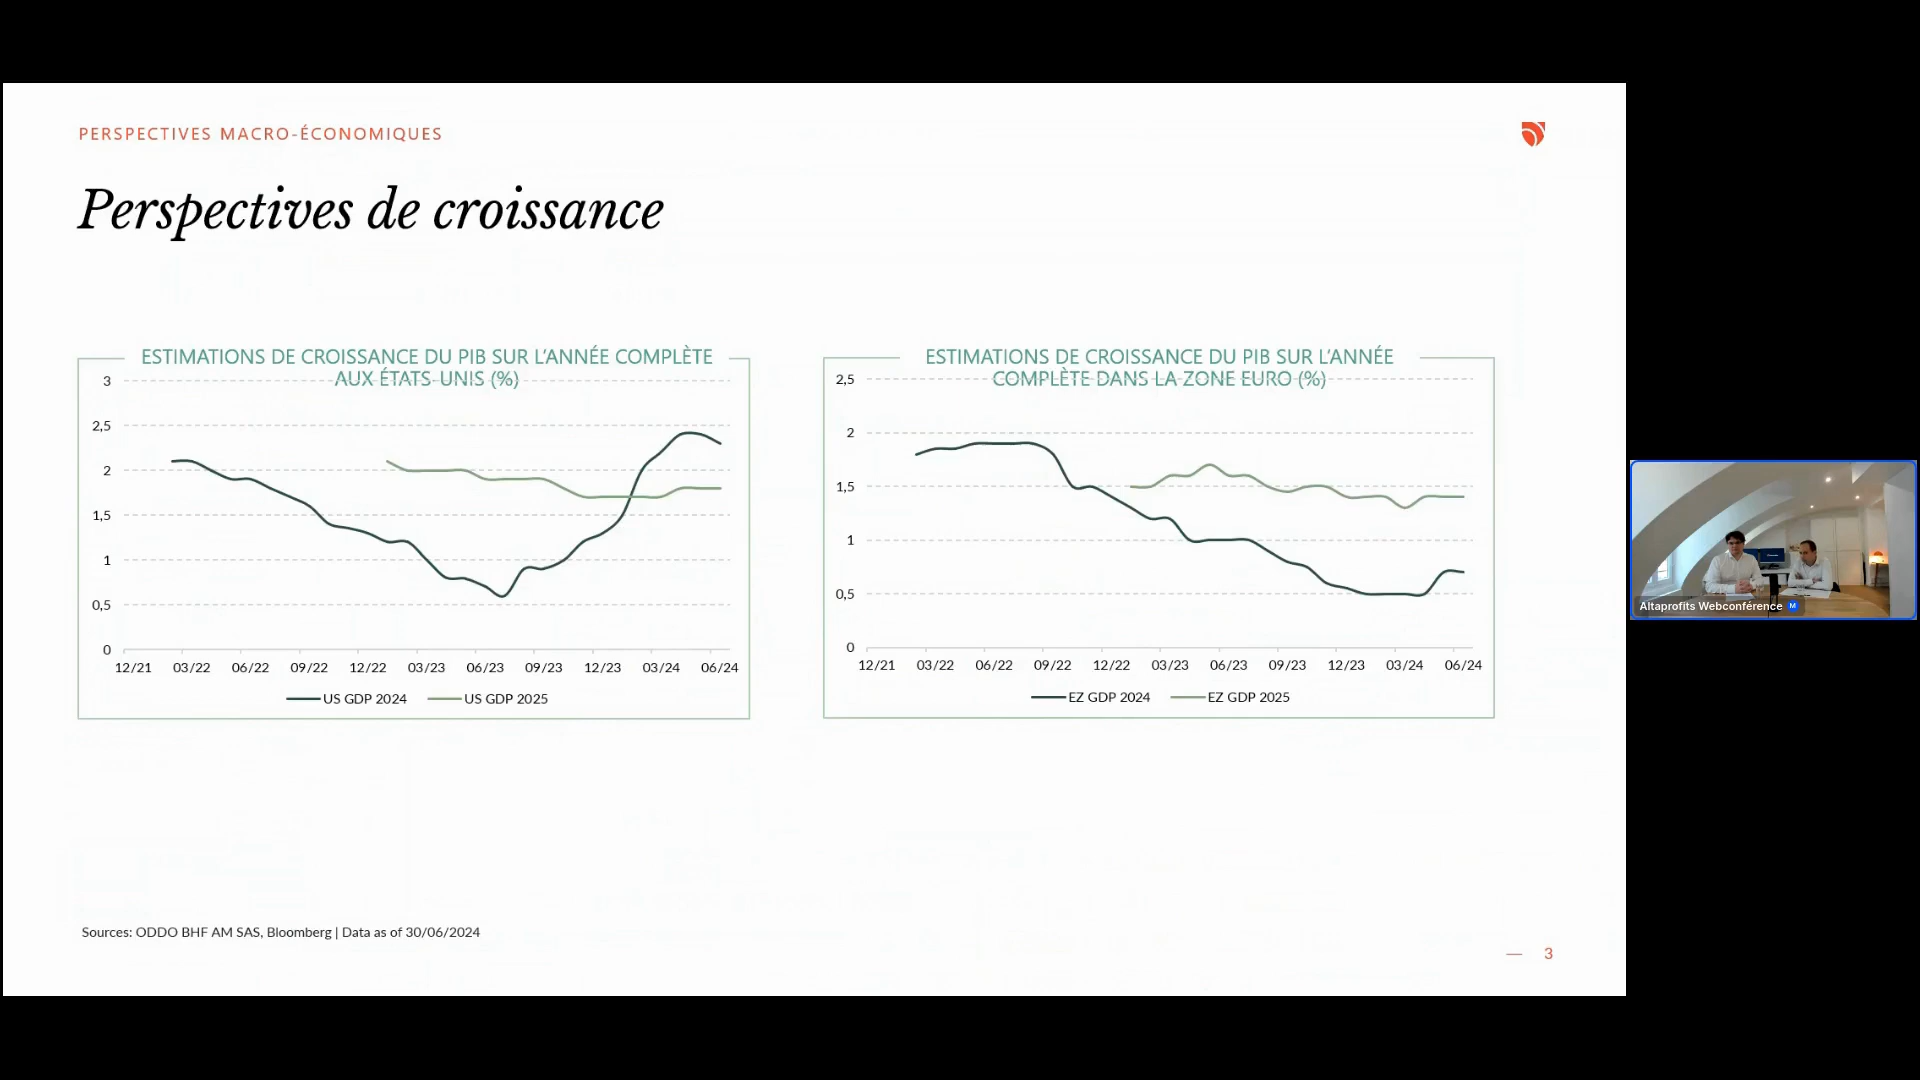 PERSPECTIVES MACRO-ÉCONOMIQUES
Perspectives de croissance
ESTIMATIONS DE CROISSANCE DU PIB SUR L'ANNÉE COMPLÈTE
AUX ÉTATS-UNIS (%)
3
2,5
2
1,5
1
0,5
0
12/21 03/22 06/22 09/22 12/22 03/23 06/23 09/23 12/23 03/24 06/24
US GDP 2024 US GDP 2025
ESTIMATIONS DE CROISSANCE DU PIB SUR L'ANNÉE
COMPLÈTE DANS LA ZONE EURO (%)
2,5
2
1,5
1
0,5
0
12/21 03/22 06/22 09/22 12/22 03/23 06/23 09/23 12/23 03/24 06/24
EZ GDP 2024 EZ GDP 2025
Altaprofits Webconférence M
Sources: ODDO BHF AM SAS, Bloomberg | Data as of 30/06/2024
— 3